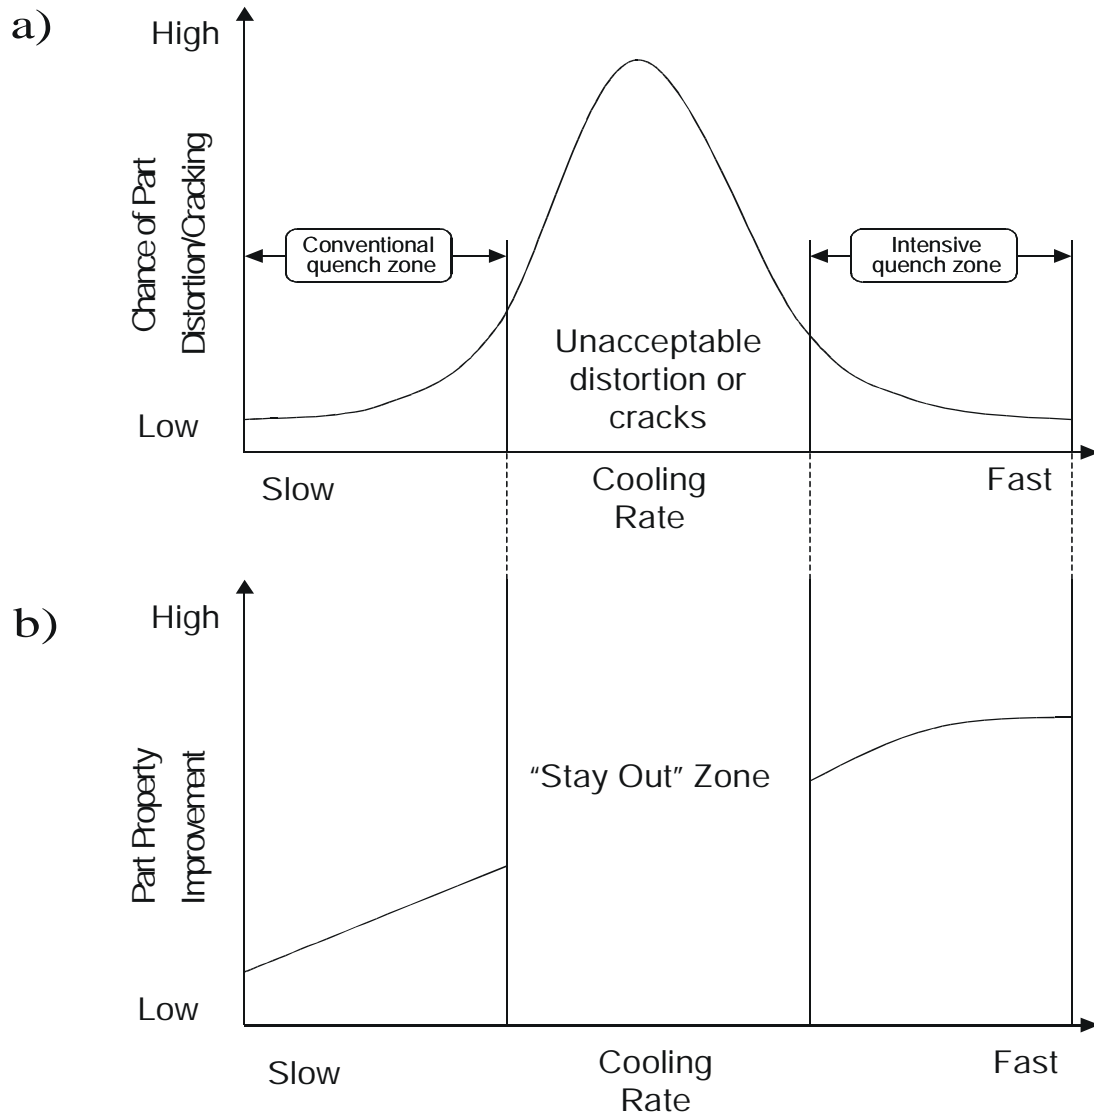 a)
High
Chance of Part
Distortion/Cracking
Conventional
quench zone
Intensive
quench zone
Unacceptable
distortion or
cracks
Low
Slow
Cooling
Rate
Fast
b)
High
Part Property
Improvement
“Stay Out” Zone
Low
Slow
Cooling
Rate
Fast